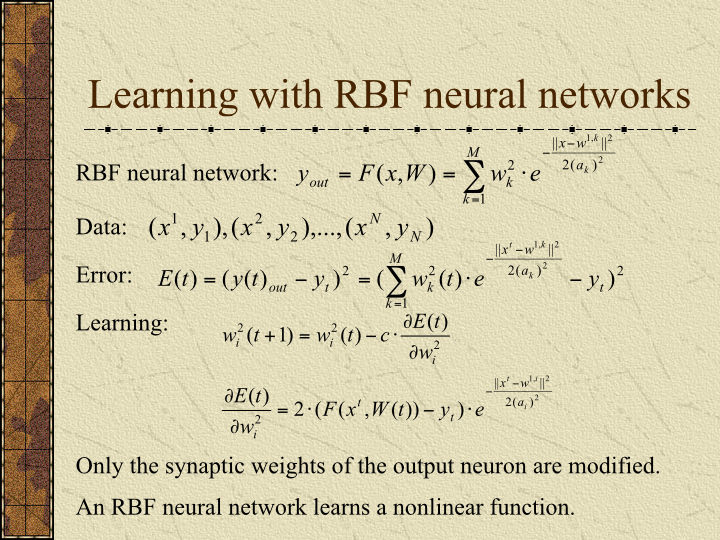 Learning with RBF neural networks
RBF neural network: $y_{out} = F(x,W) = \sum_{k=1}^{M} w_k^2 \cdot e^{-\frac{||x-w^{1,k}||^2}{2(a_k)^2}}$
Data: $(x^1, y_1), (x^2, y_2), ..., (x^N, y_N)$
Error: $E(t) = (y(t)_{out} - y_t)^2 = (\sum_{k=1}^{M} w_k^2(t) \cdot e^{-\frac{||x^t-w^{1,k}||^2}{2(a_k)^2}} - y_t)^2$
Learning: $w_i^2(t+1) = w_i^2(t) - c \cdot \frac{\partial E(t)}{\partial w_i^2}$
$\frac{\partial E(t)}{\partial w_i^2} = 2 \cdot (F(x^t, W(t)) - y_t) \cdot e^{-\frac{||x^t-w^{1,i}||^2}{2(a_i)^2}}$
Only the synaptic weights of the output neuron are modified.
An RBF neural network learns a nonlinear function.